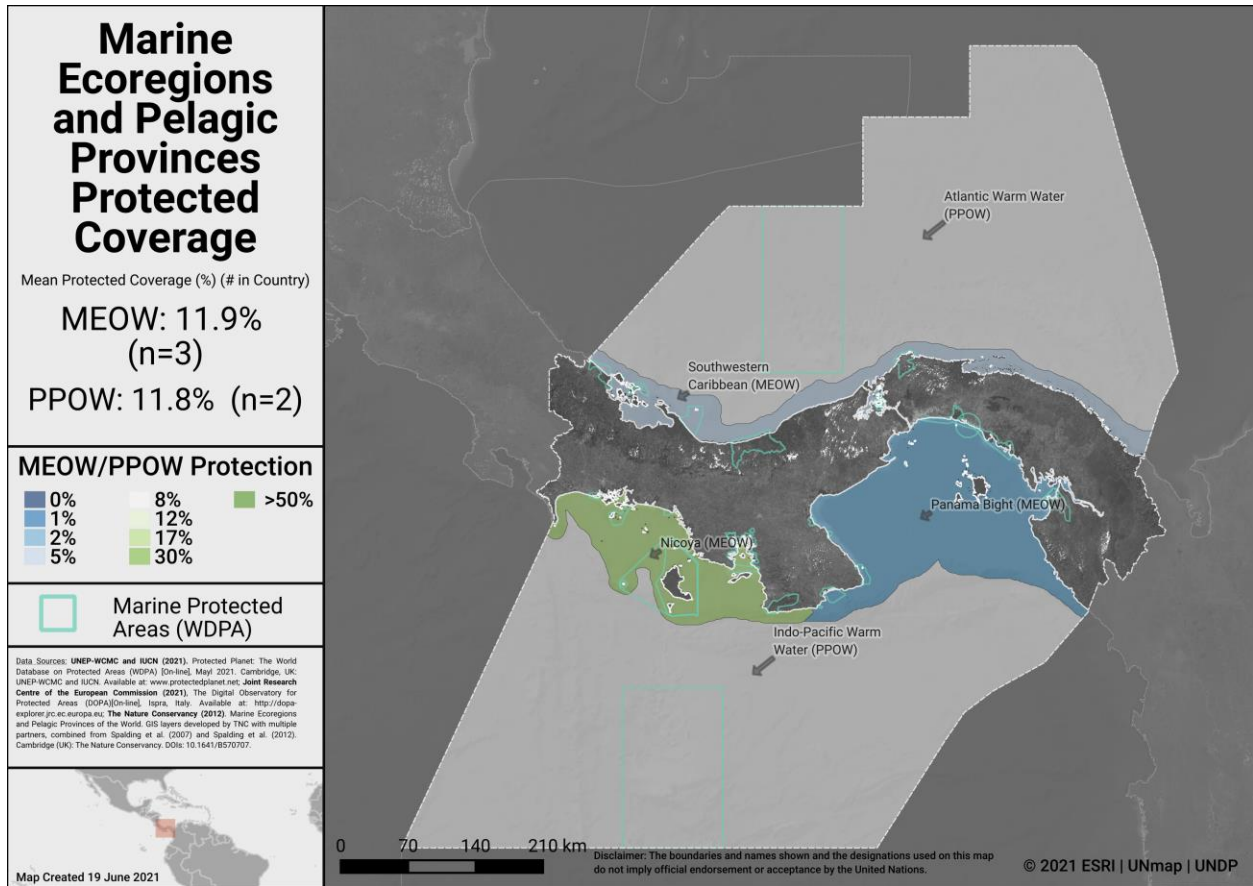 Marine
Ecoregions
and Pelagic
Provinces
Protected
Coverage
Mean Protected Coverage (%) (# in Country)
MEOW: 11.9%
(n=3)
PPOW: 11.8% (n=2)
MEOW/PPOW Protection
0%
1%
2%
5%
8%
12%
17%
30%
>50%
Marine Protected
Areas (WDPA)
Data Sources: UNEP-WCMC and IUCN (2021). Protected Planet: The World
Database on Protected Areas (WDPA) [On-line], Mayl 2021. Cambridge, UK:
UNEP-WCMC and IUCN. Available at: www.protectedplanet.net; Joint Research
Centre of the European Commission (2021), The Digital Observatory for
Protected Areas (DOPA)[On-line], Ispra, Italy. Available at: http://dopa-
explorer.jrc.ec.europa.eu; The Nature Conservancy (2012). Marine Ecoregions
and Pelagic Provinces of the World. GIS layers developed by TNC with multiple
partners, combined from Spalding et al. (2007) and Spalding et al. (2012).
Cambridge (UK): The Nature Conservancy. DOIs: 10.1641/B570707.
Map Created 19 June 2021
Atlantic Warm Water
(PPOW)
Southwestern
Caribbean (MEOW)
Panama Bight (MEOW)
Nicoya (MEOW)
Indo-Pacific Warm
Water (PPOW)
0 70 140 210 km
Disclaimer: The boundaries and names shown and the designations used on this map
do not imply official endorsement or acceptance by the United Nations.
© 2021 ESRI | UNmap | UNDP